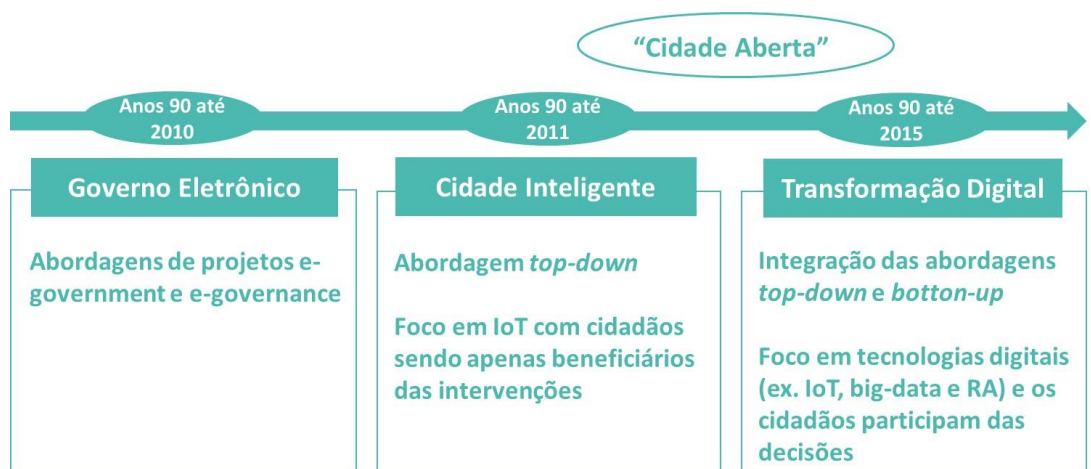 “Cidade Aberta”
Anos 90 até
2010
Anos 90 até
2011
Anos 90 até
2015
Governo Eletrônico
Abordagens de projetos e-
government e e-governance
Cidade Inteligente
Abordagem top-down
Foco em IoT com cidadãos
sendo apenas beneficiários
das intervenções
Transformação Digital
Integração das abordagens
top-down e botton-up
Foco em tecnologias digitais
(ex. IoT, big-data e RA) e os
cidadãos participam das
decisões